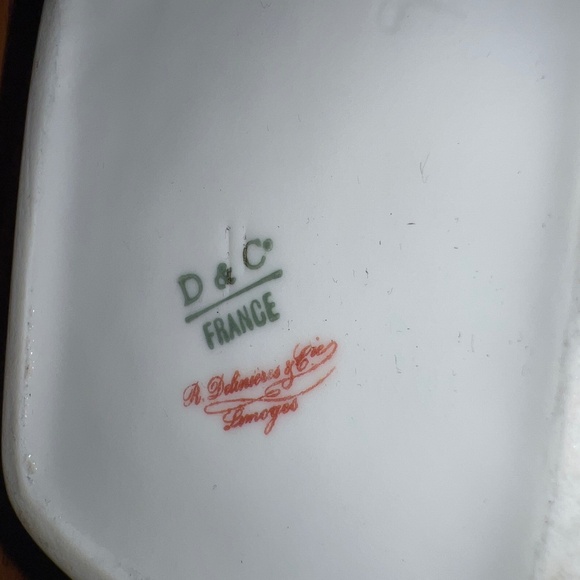 D & Cº
FRANCE
R. Delinières & Cie
Limoges